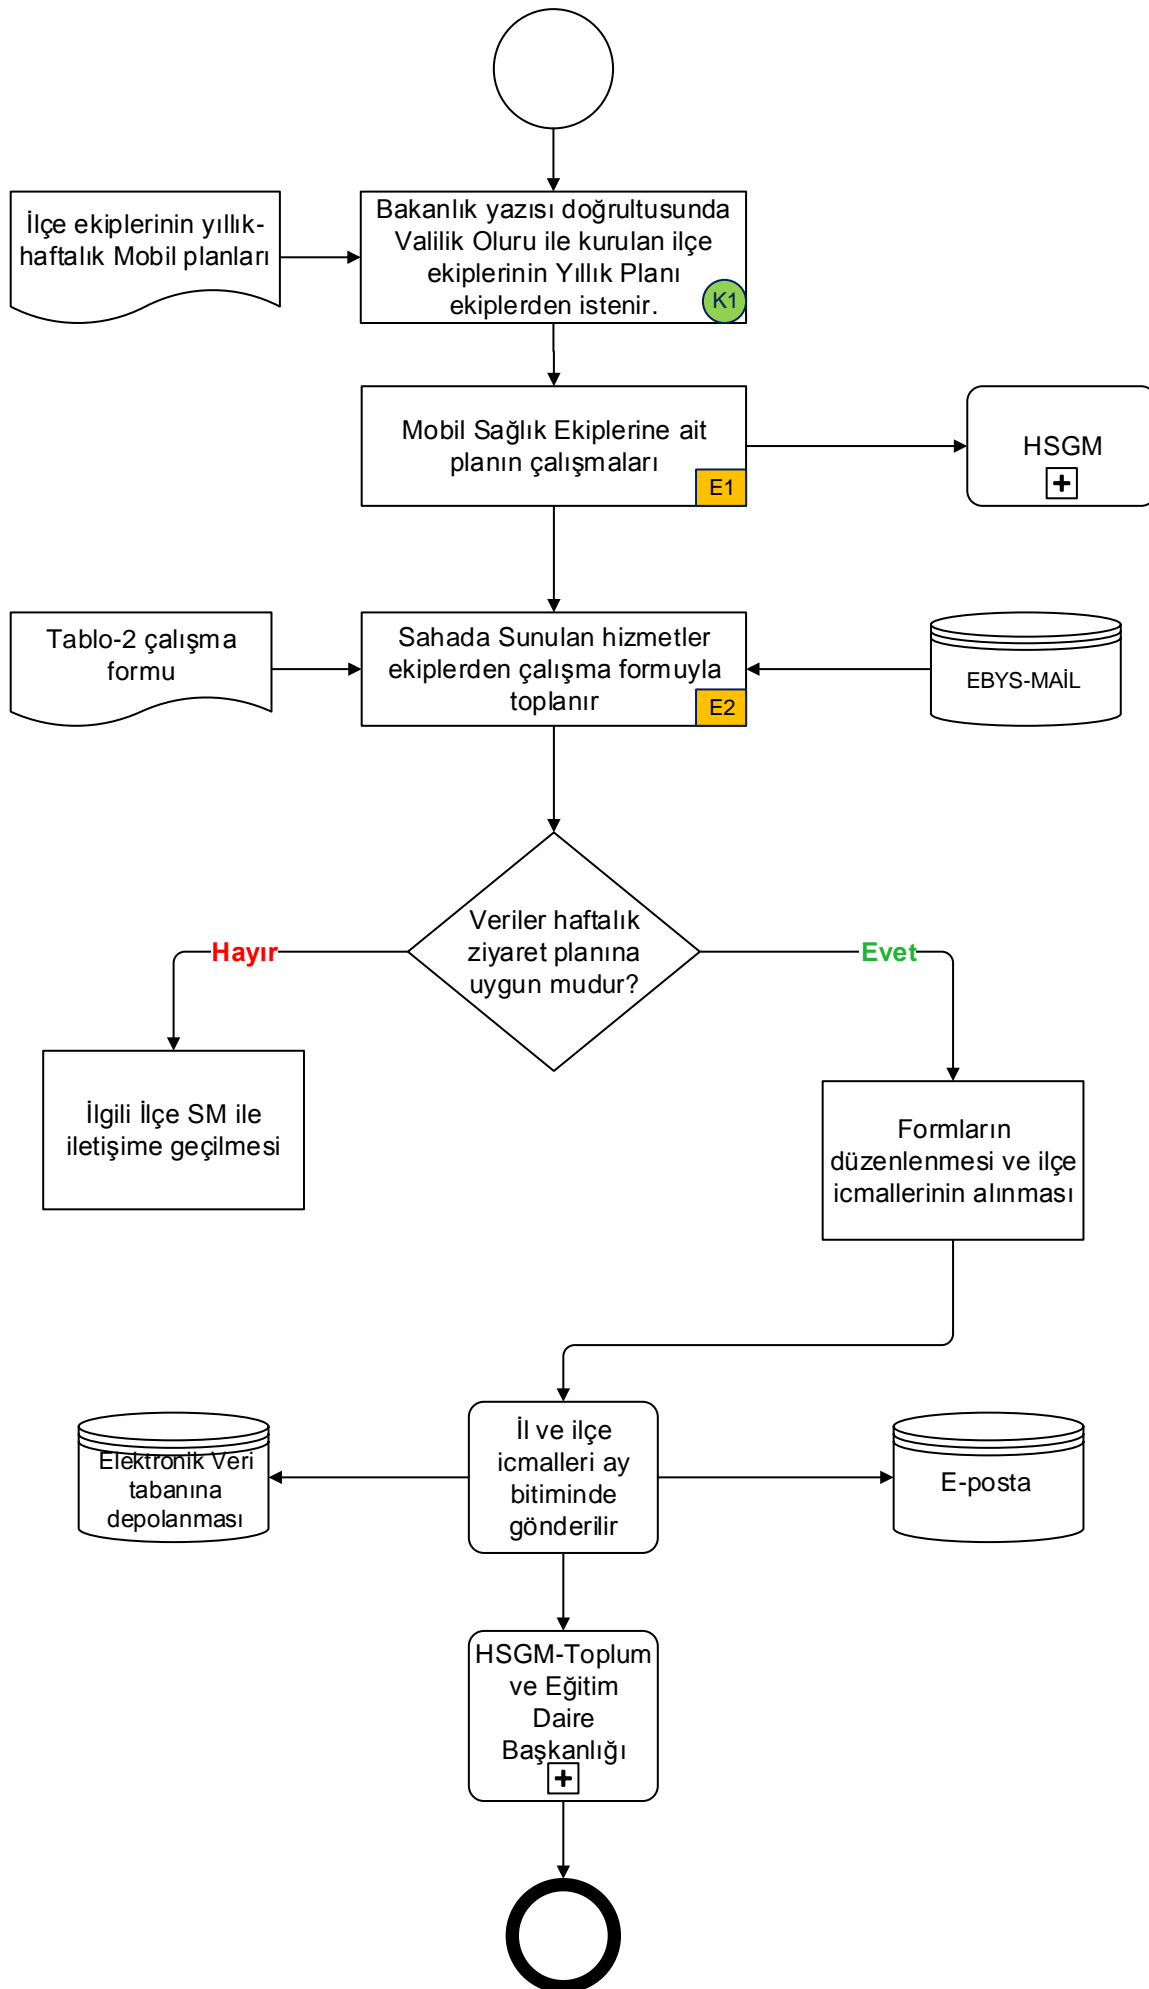 İlçe ekiplerinin yıllık-
haftalık Mobil planları
Bakanlık yazısı doğrultusunda
Valilik Oluru ile kurulan ilçe
ekiplerinin Yıllık Planı
ekiplerden istenir.
K1
Mobil Sağlık Ekiplerine ait
planın çalışmaları
E1
HSGM
Tablo-2 çalışma
formu
Sahada Sunulan hizmetler
ekiplerden çalışma formuyla
toplanır
E2
EBYS-MAİL
Veriler haftalık
ziyaret planına
uygun mudur?
Hayır
Evet
İlgili İlçe SM ile
iletişime geçilmesi
Formların
düzenlenmesi ve ilçe
icmallerinin alınması
Elektronik Veri
tabanına
depolanması
İl ve ilçe
icmalleri ay
bitiminde
gönderilir
E-posta
HSGM-Toplum
ve Eğitim
Daire
Başkanlığı